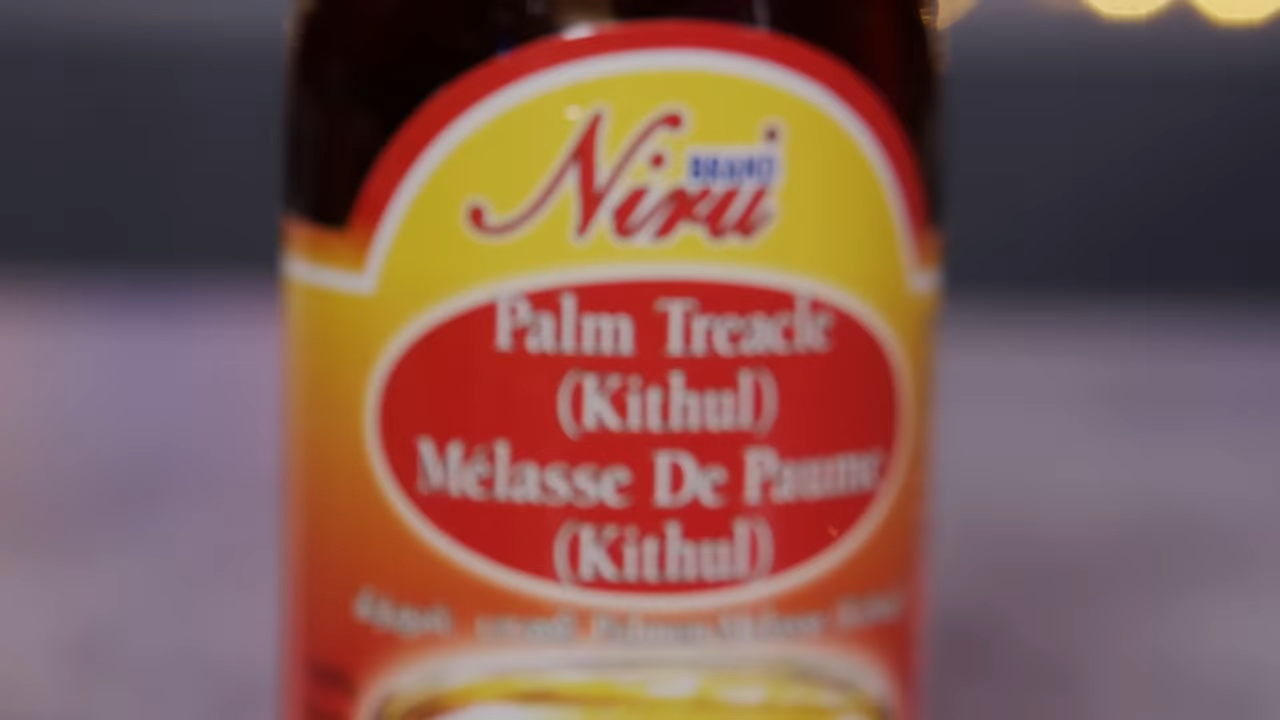 Niru
BRAND
Palm Treacle
(Kithul)
Mélasse De Paume
(Kithul)